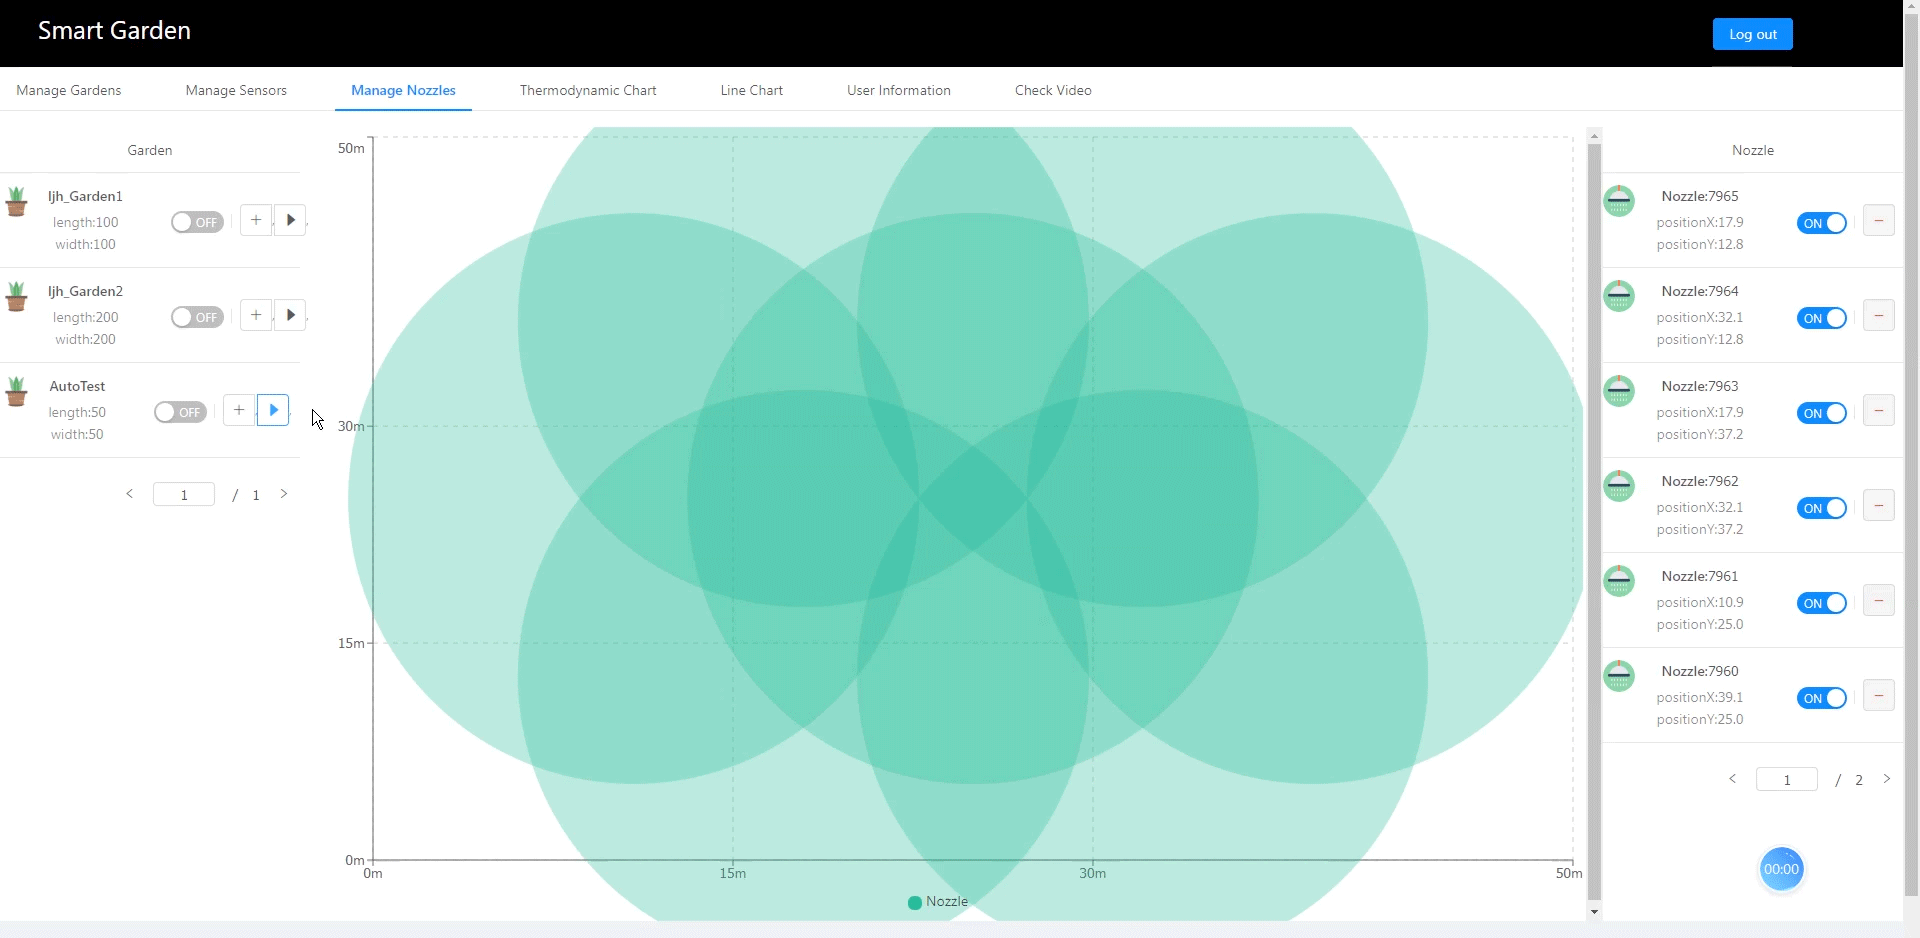 Smart Garden
Log out
Manage Gardens
Manage Sensors
Manage Nozzles
Thermodynamic Chart
Line Chart
User Information
Check Video
Garden
ljh_Garden1
length:100
width:100
OFF
+
ljh_Garden2
length:200
width:200
OFF
+
AutoTest
length:50
width:50
OFF
+
< 1 / 1 >
50m
30m
15m
0m
0m
15m
30m
50m
Nozzle
Nozzle
Nozzle:7965
positionX:17.9
positionY:12.8
ON
Nozzle:7964
positionX:32.1
positionY:12.8
ON
Nozzle:7963
positionX:17.9
positionY:37.2
ON
Nozzle:7962
positionX:32.1
positionY:37.2
ON
Nozzle:7961
positionX:10.9
positionY:25.0
ON
Nozzle:7960
positionX:39.1
positionY:25.0
ON
< 1 / 2 >
00:00